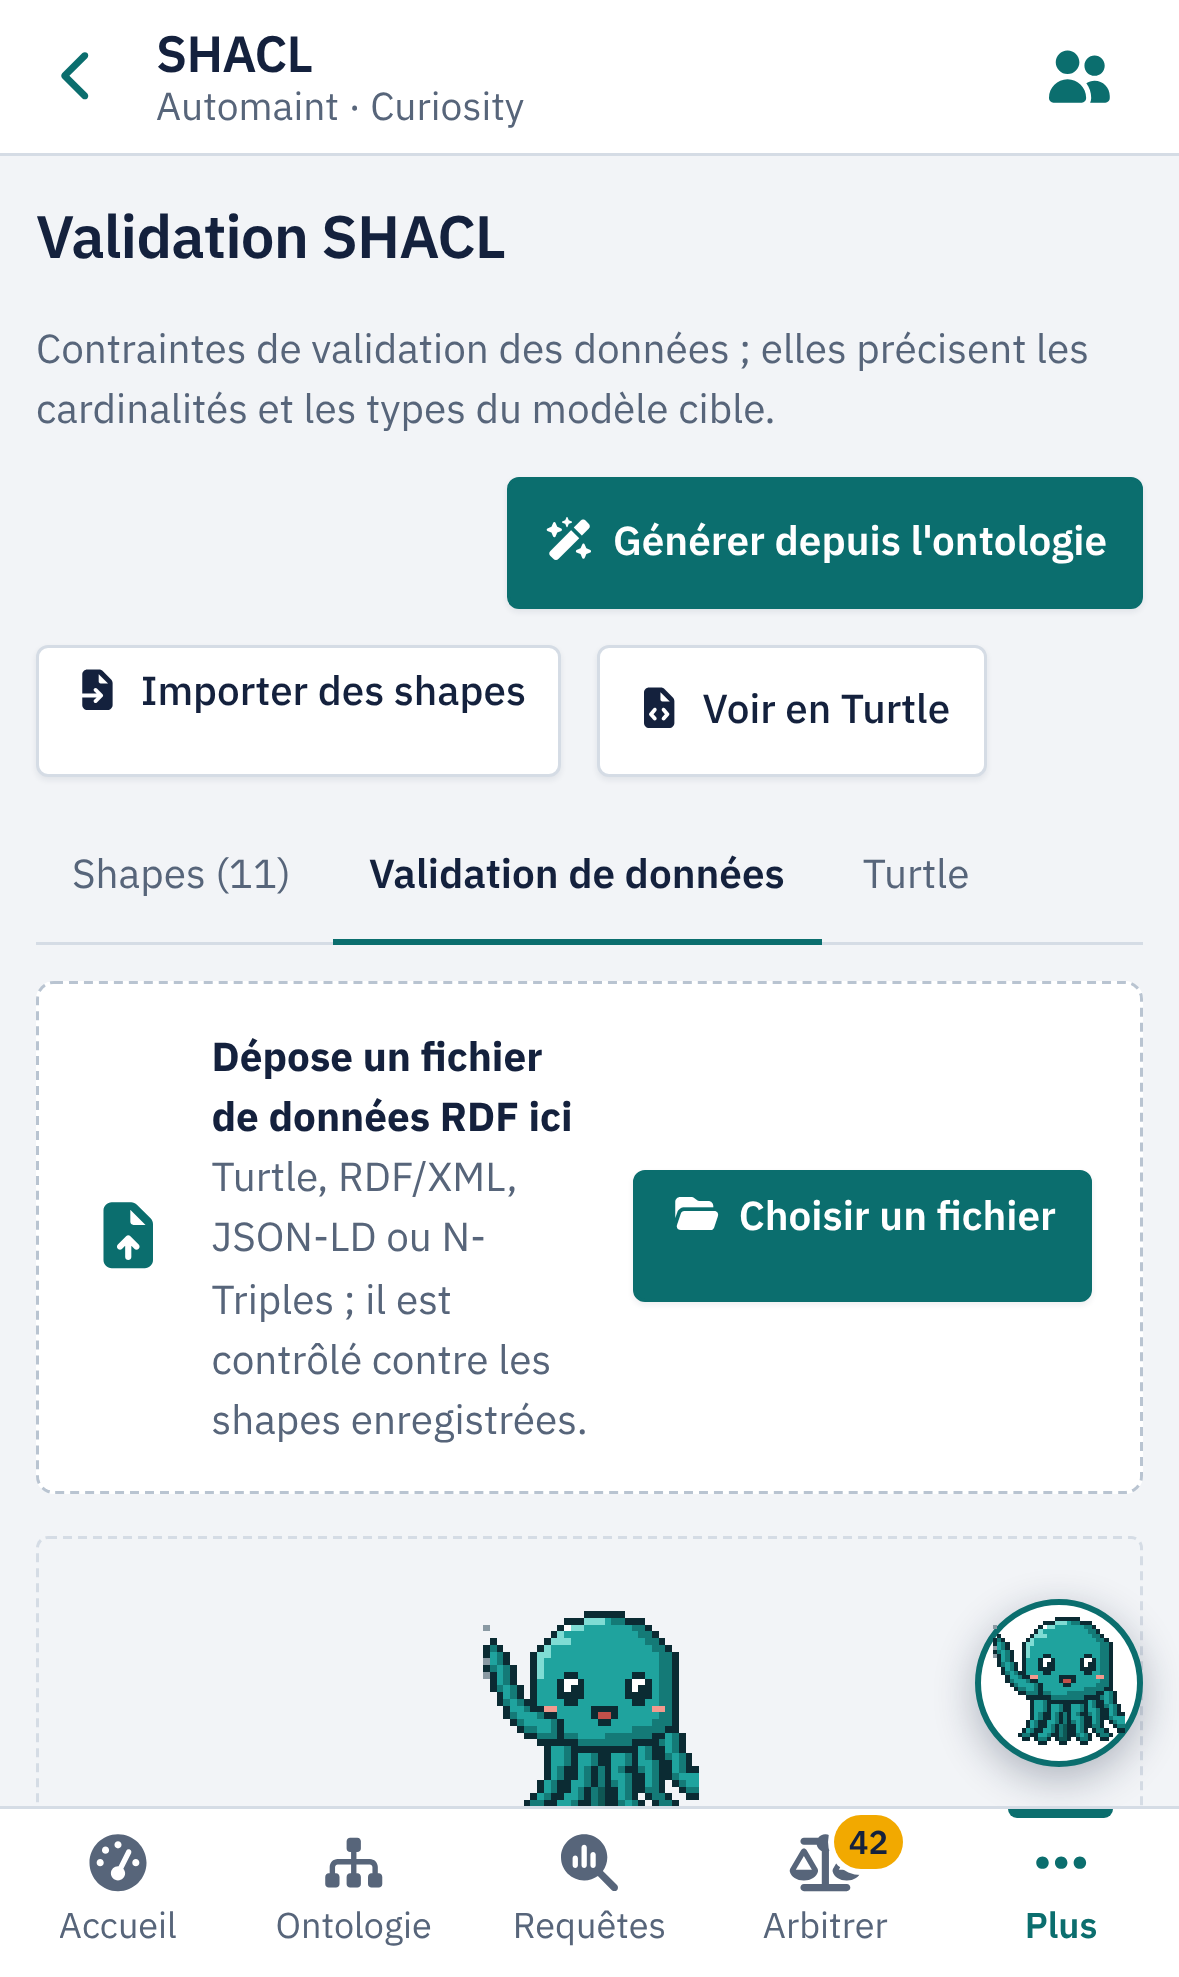 SHACL
Automaint · Curiosity
Validation SHACL
Contraintes de validation des données ; elles précisent les
cardinalités et les types du modèle cible.
Générer depuis l'ontologie
Importer des shapes
Voir en Turtle
Shapes (11)
Validation de données
Turtle
Dépose un fichier
de données RDF ici
Turtle, RDF/XML,
JSON-LD ou N-
Triples ; il est
contrôlé contre les
shapes enregistrées.
Choisir un fichier
42
Accueil
Ontologie
Requêtes
Arbitrer
Plus